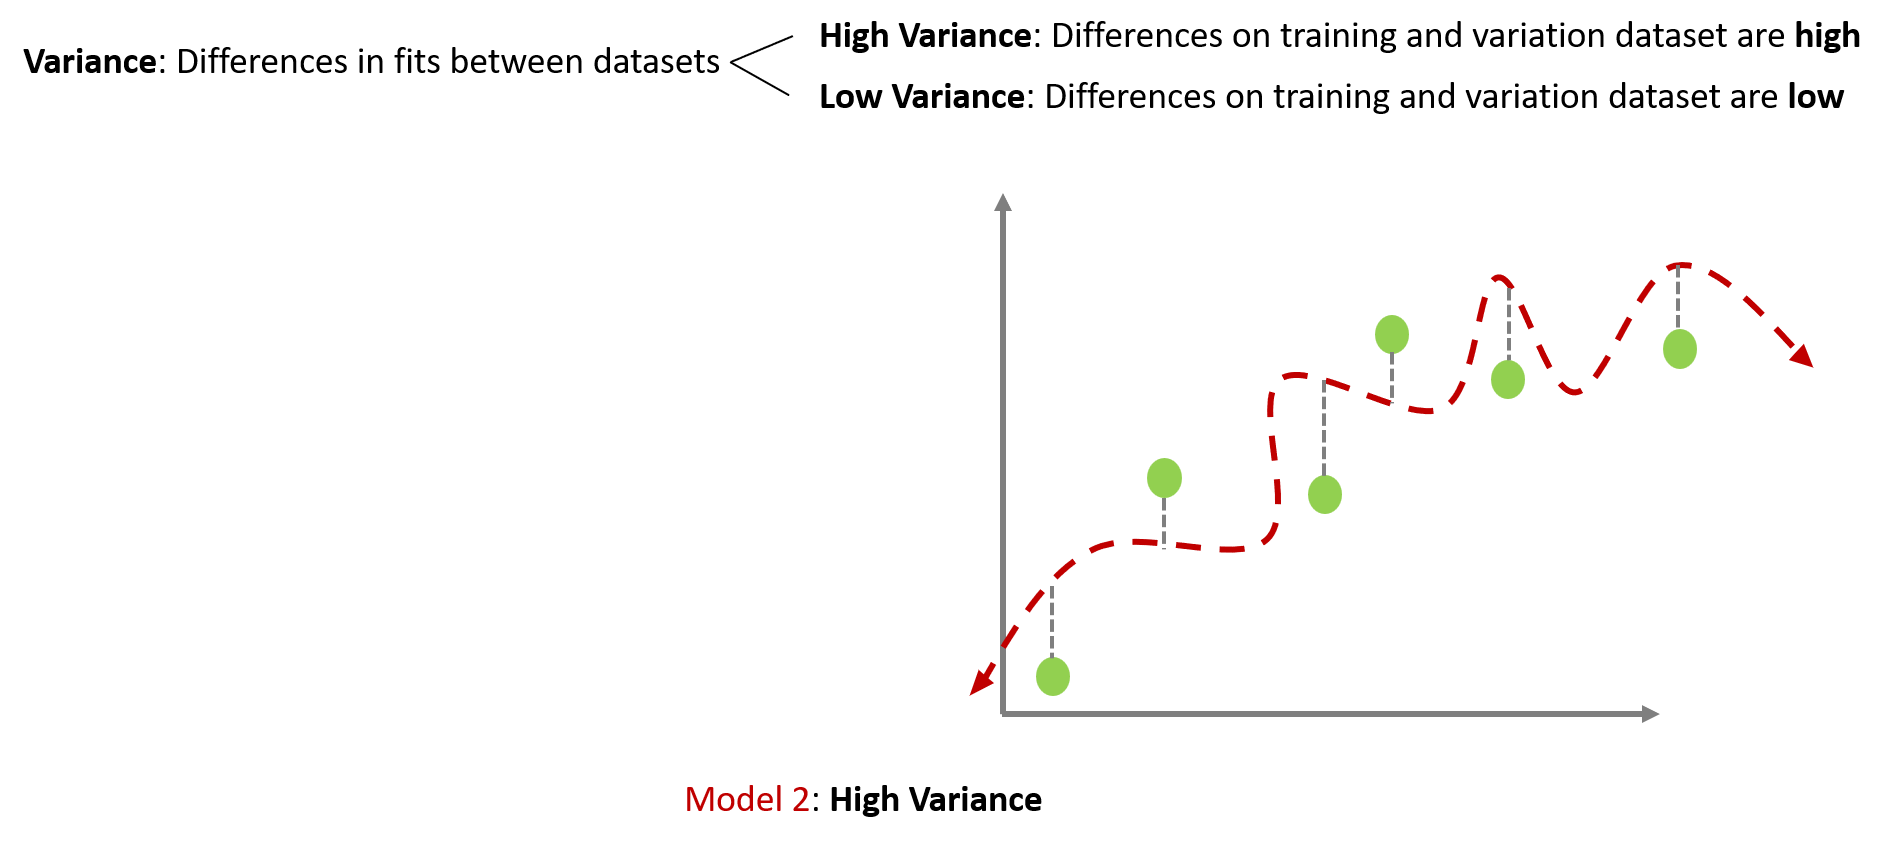 Variance: Differences in fits between datasets
High Variance: Differences on training and variation dataset are high
Low Variance: Differences on training and variation dataset are low
Model 2: High Variance